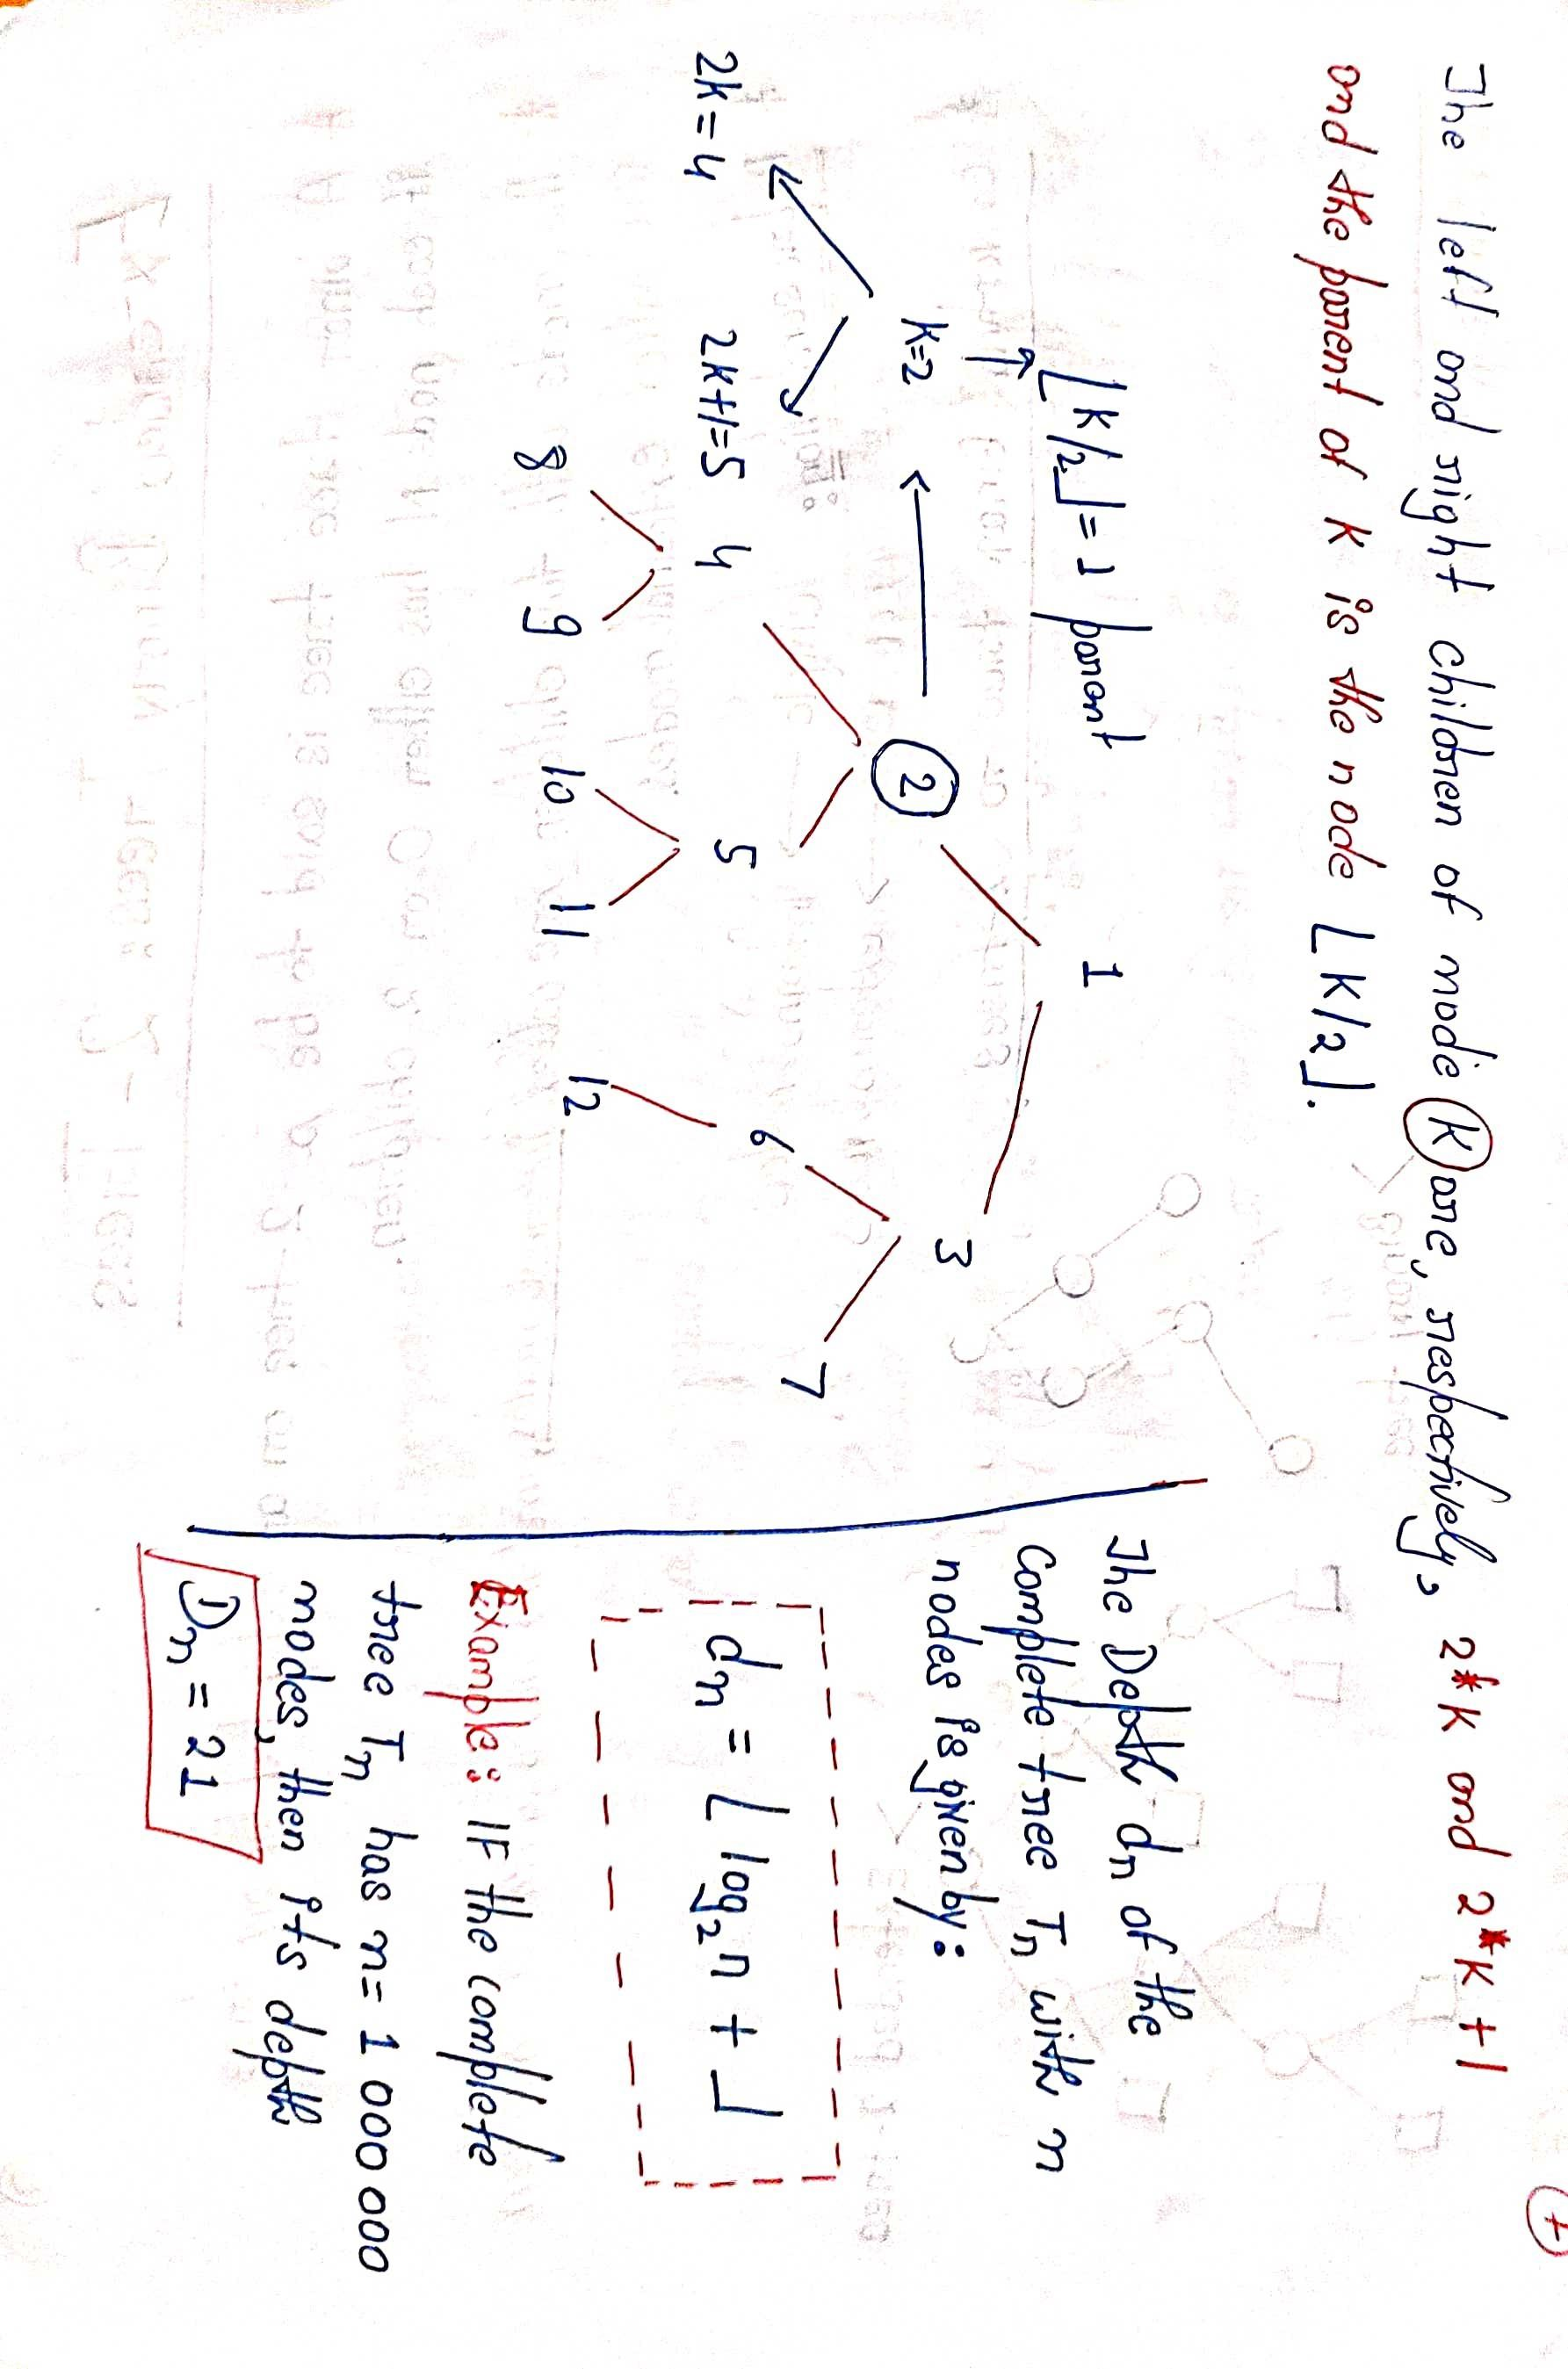 The left and right children of node K are, respectively, 2*K and 2*K+1
and the parent of K is the node ⌊K/2⌋.
⌊K/2⌋=1 parent
K=2
2K=4
2K+1=5
1
2
3
4
5
6
7
8
9
10
11
12
The Depth dn of the
Complete tree Tn with n
nodes is given by:
dn = ⌊ log2 n + ⌋
Example: IF the complete
tree Tn has n= 1 000 000
nodes, then its depth
Dn = 21